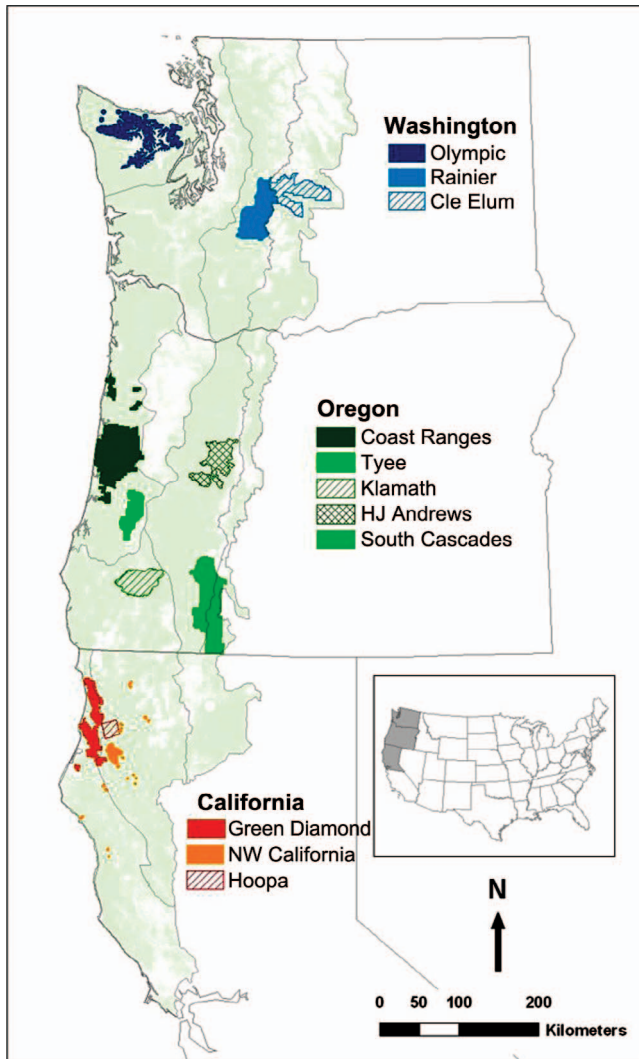 Washington
Olympic
Rainier
Cle Elum
Oregon
Coast Ranges
Tyee
Klamath
HJ Andrews
South Cascades
California
Green Diamond
NW California
Hoopa
N
0 50 100 200
Kilometers